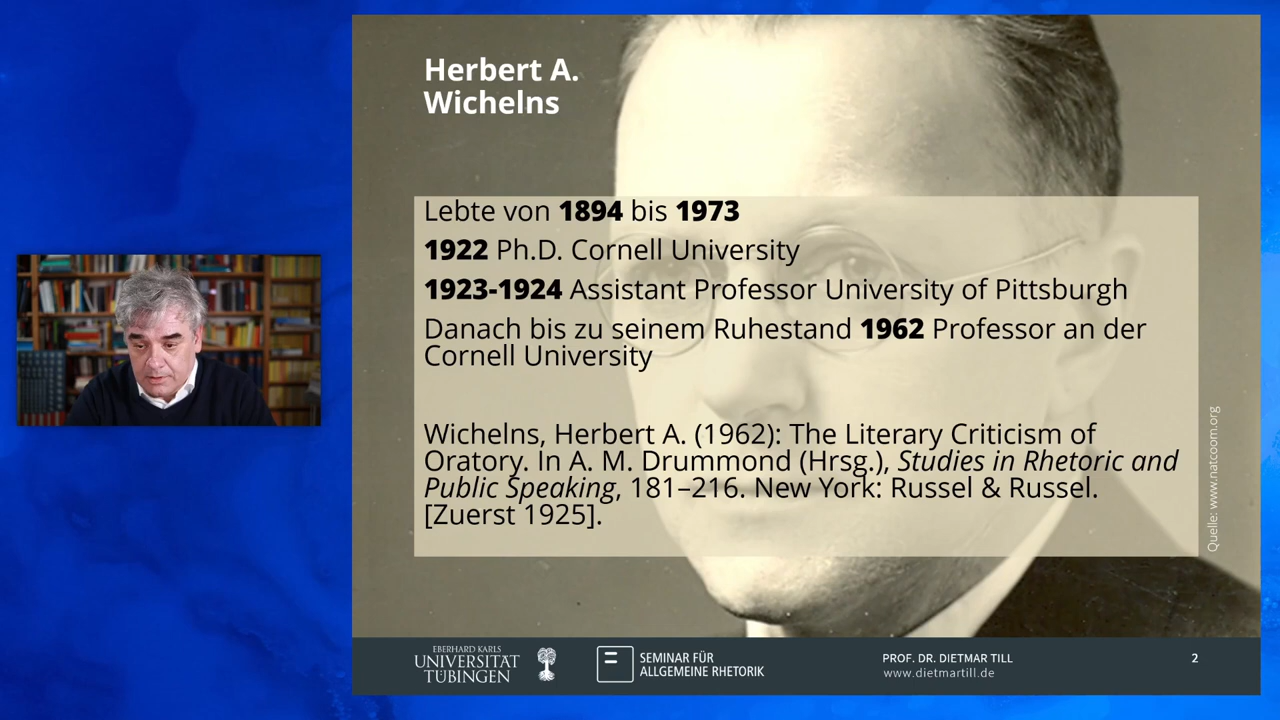 Herbert A.
Wichelns
Lebte von 1894 bis 1973
1922 Ph.D. Cornell University
1923-1924 Assistant Professor University of Pittsburgh
Danach bis zu seinem Ruhestand 1962 Professor an der
Cornell University
Wichelns, Herbert A. (1962): The Literary Criticism of
Oratory. In A. M. Drummond (Hrsg.), Studies in Rhetoric and
Public Speaking, 181–216. New York: Russel & Russel.
[Zuerst 1925].
Quelle: www.natcoom.org
EBERHARD KARLS
UNIVERSITÄT
TÜBINGEN
SEMINAR FÜR
ALLGEMEINE RHETORIK
PROF. DR. DIETMAR TILL
www.dietmartill.de
2